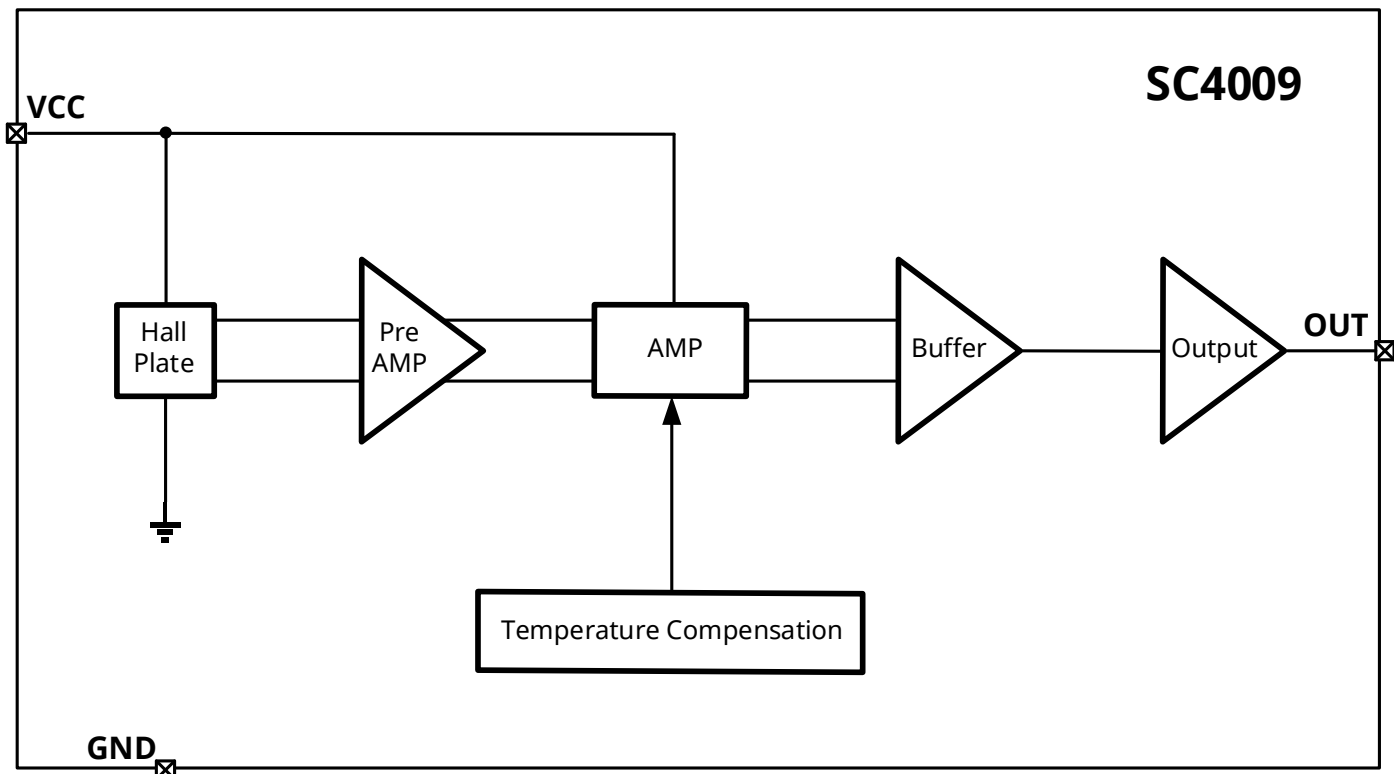 SC4009
VCC
Hall
Plate
Pre
AMP
AMP
Buffer
Output
OUT
Temperature Compensation
GND